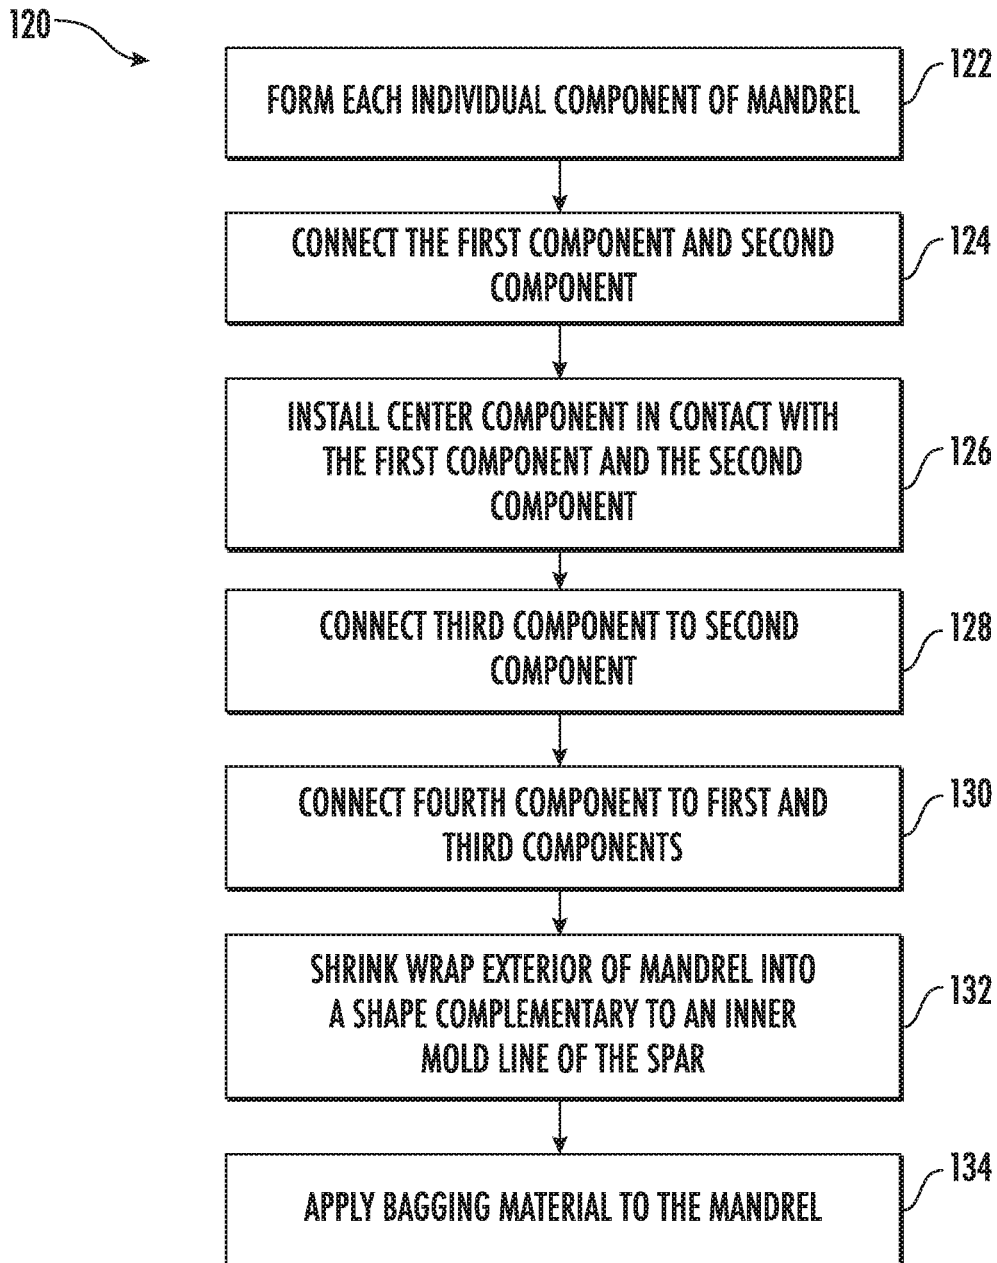 120
FORM EACH INDIVIDUAL COMPONENT OF MANDREL
122
CONNECT THE FIRST COMPONENT AND SECOND
COMPONENT
124
INSTALL CENTER COMPONENT IN CONTACT WITH
THE FIRST COMPONENT AND THE SECOND
COMPONENT
126
CONNECT THIRD COMPONENT TO SECOND
COMPONENT
128
CONNECT FOURTH COMPONENT TO FIRST AND
THIRD COMPONENTS
130
SHRINK WRAP EXTERIOR OF MANDREL INTO
A SHAPE COMPLEMENTARY TO AN INNER
MOLD LINE OF THE SPAR
132
APPLY BAGGING MATERIAL TO THE MANDREL
134